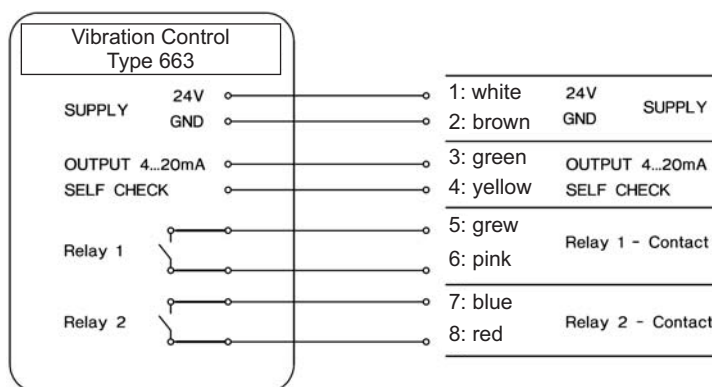 Vibration Control
Type 663
SUPPLY
24V
GND
OUTPUT 4...20mA
SELF CHECK
Relay 1
Relay 2
1: white
24V
SUPPLY
2: brown
GND
3: green
OUTPUT 4...20mA
4: yellow
SELF CHECK
5: grew
6: pink
Relay 1 - Contact
7: blue
8: red
Relay 2 - Contact